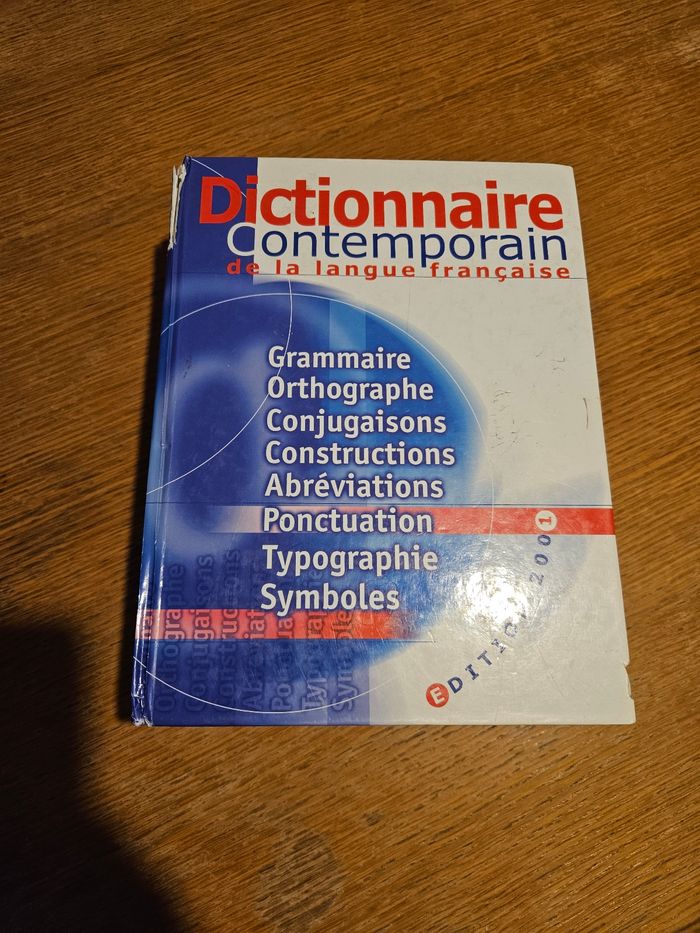 Dictionnaire
Contemporain
de la langue française
Grammaire
Orthographe
Conjugaisons
Constructions
Abréviations
Ponctuation
Typographie
Symboles
EDITION 2001